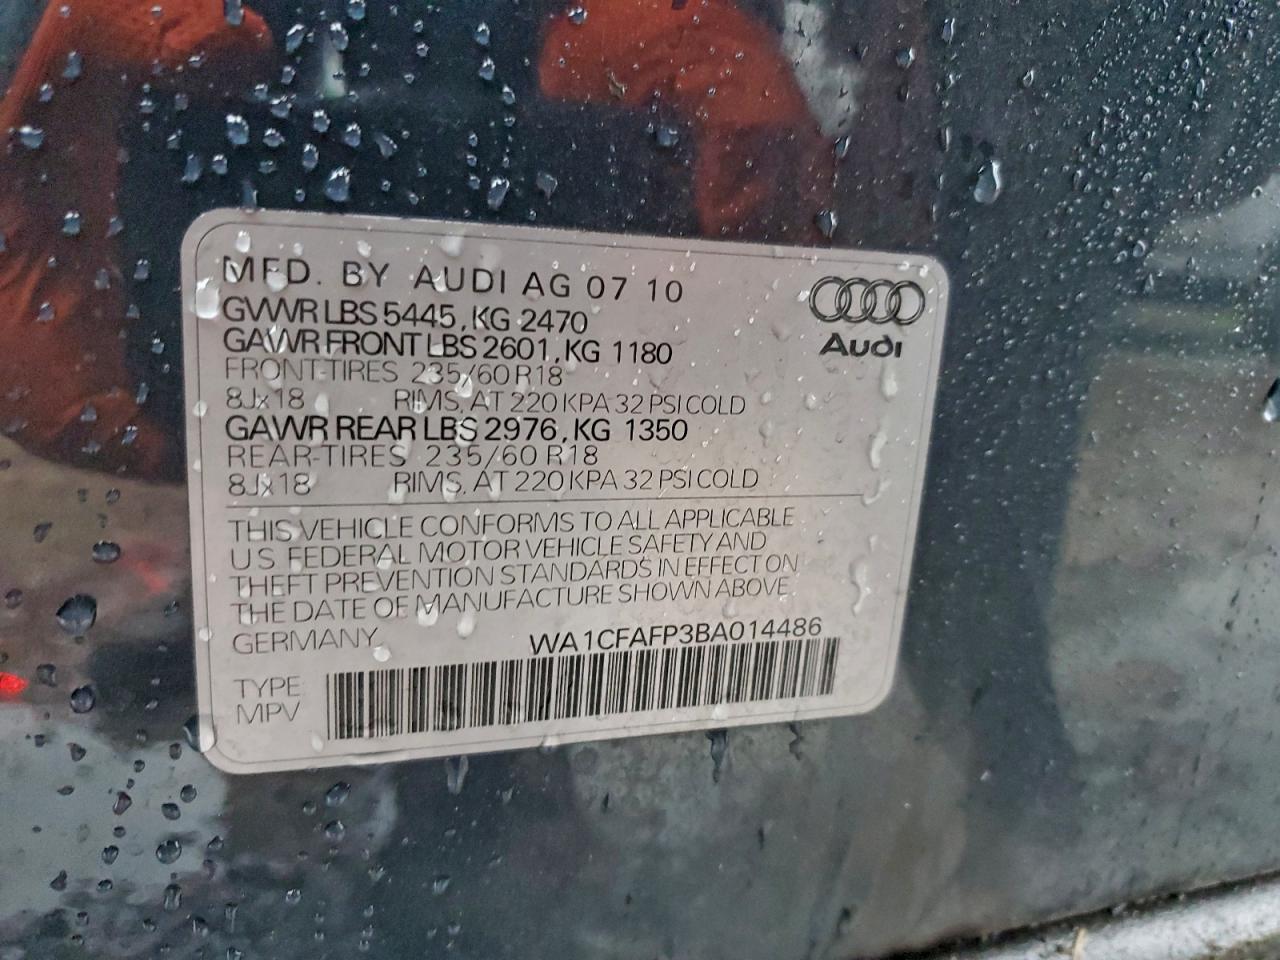 MFD. BY AUDI AG 07 10
GVWR LBS 5445, KG 2470
GAWR FRONT LBS 2601, KG 1180
FRONT-TIRES 235/60 R18
8Jx18 RIMS, AT 220 KPA 32 PSI COLD
GAWR REAR LBS 2976, KG 1350
REAR-TIRES 235/60 R18
8Jx18 RIMS, AT 220 KPA 32 PSI COLD
Audi
THIS VEHICLE CONFORMS TO ALL APPLICABLE
US FEDERAL MOTOR VEHICLE SAFETY AND
THEFT PREVENTION STANDARDS IN EFFECT ON
THE DATE OF MANUFACTURE SHOWN ABOVE.
GERMANY WA1CFAFP3BA014486
TYPE
MPV